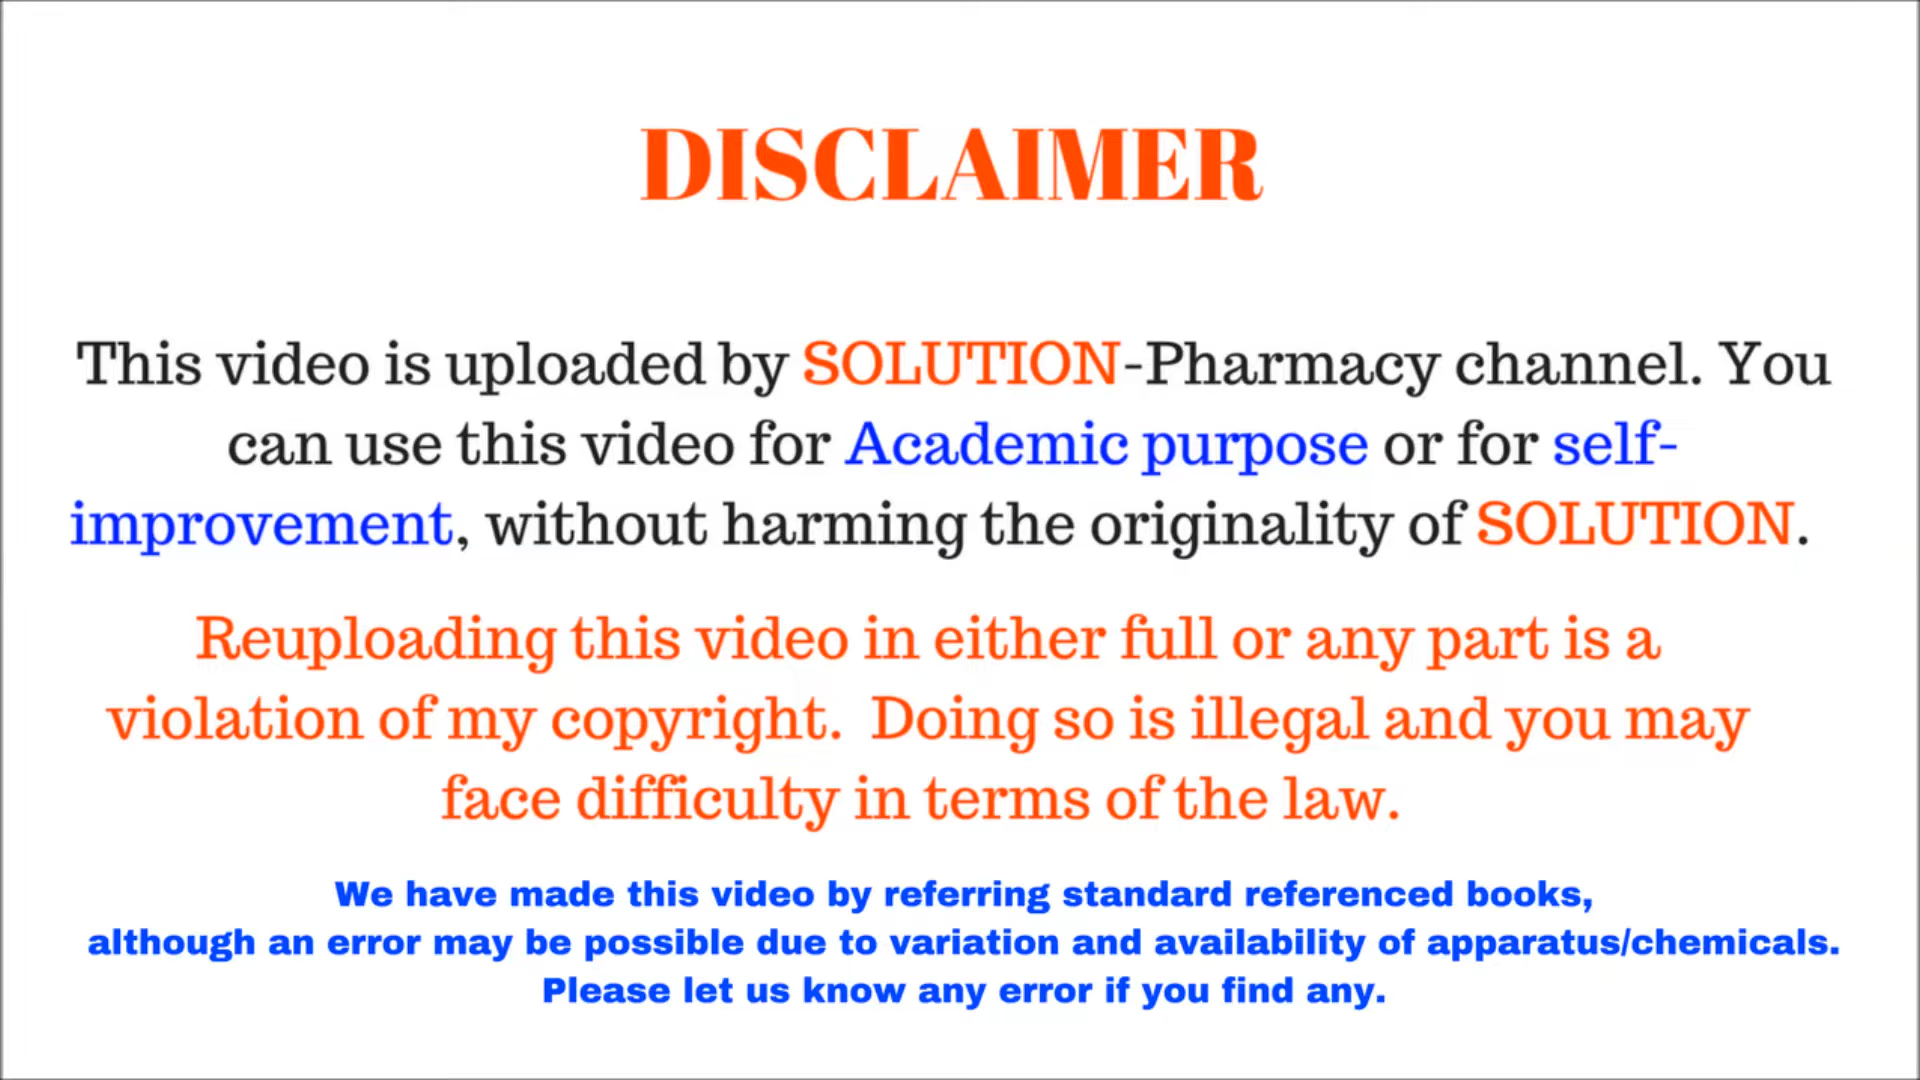 DISCLAIMER
This video is uploaded by SOLUTION-Pharmacy channel. You
can use this video for Academic purpose or for self-
improvement, without harming the originality of SOLUTION.
Reuploading this video in either full or any part is a
violation of my copyright. Doing so is illegal and you may
face difficulty in terms of the law.
We have made this video by referring standard referenced books,
although an error may be possible due to variation and availability of apparatus/chemicals.
Please let us know any error if you find any.